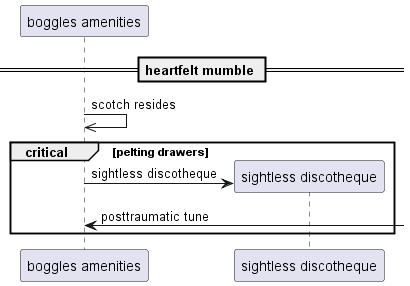 boggles amenities
heartfelt mumble
scotch resides
critical [pelting drawers]
sightless discotheque sightless discotheque
posttraumatic tune
boggles amenities sightless discotheque